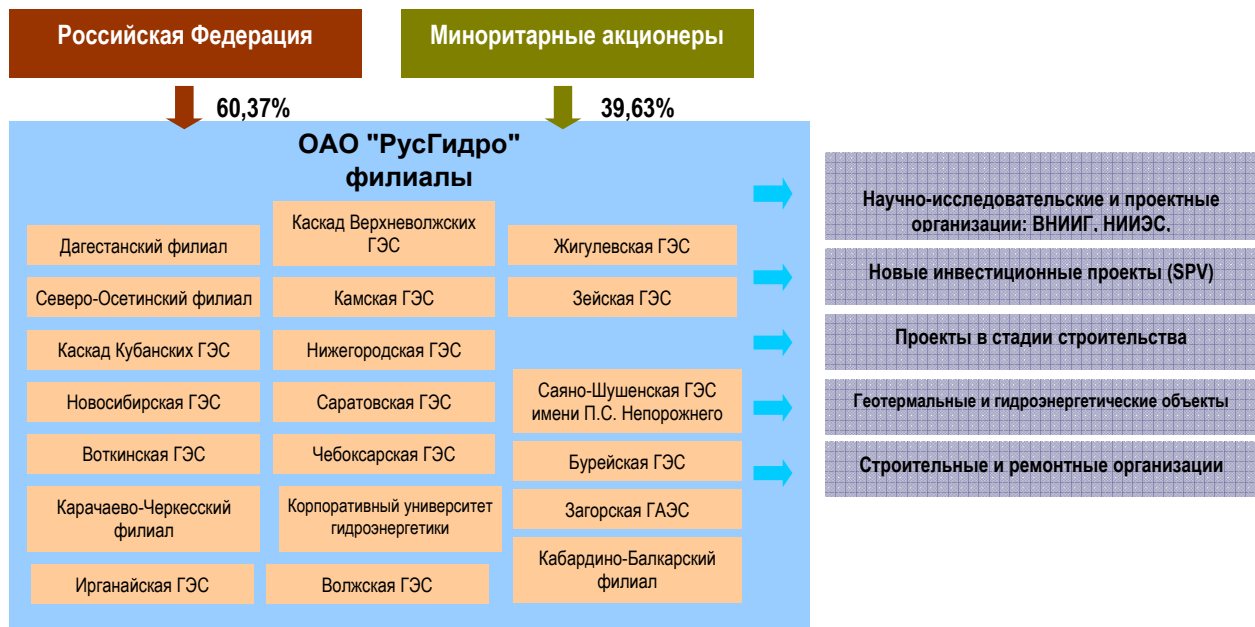 Российская Федерация
Миноритарные акционеры
60,37%
39,63%
ОАО "РусГидро"
филиалы
Дагестанский филиал
Северо-Осетинский филиал
Каскад Кубанских ГЭС
Новосибирская ГЭС
Воткинская ГЭС
Карачаево-Черкесский
филиал
Ирганайская ГЭС
Каскад Верхневолжских
ГЭС
Камская ГЭС
Нижегородская ГЭС
Саратовская ГЭС
Чебоксарская ГЭС
Корпоративный университет
гидроэнергетики
Волжская ГЭС
Жигулевская ГЭС
Зейская ГЭС
Саяно-Шушенская ГЭС
имени П.С. Непорожнего
Бурейская ГЭС
Загорская ГАЭС
Кабардино-Балкарский
филиал
Научно-исследовательские и проектные
организации: ВНИИГ, НИИЭС,
Новые инвестиционные проекты (SPV)
Проекты в стадии строительства
Геотермальные и гидроэнергетические объекты
Строительные и ремонтные организации